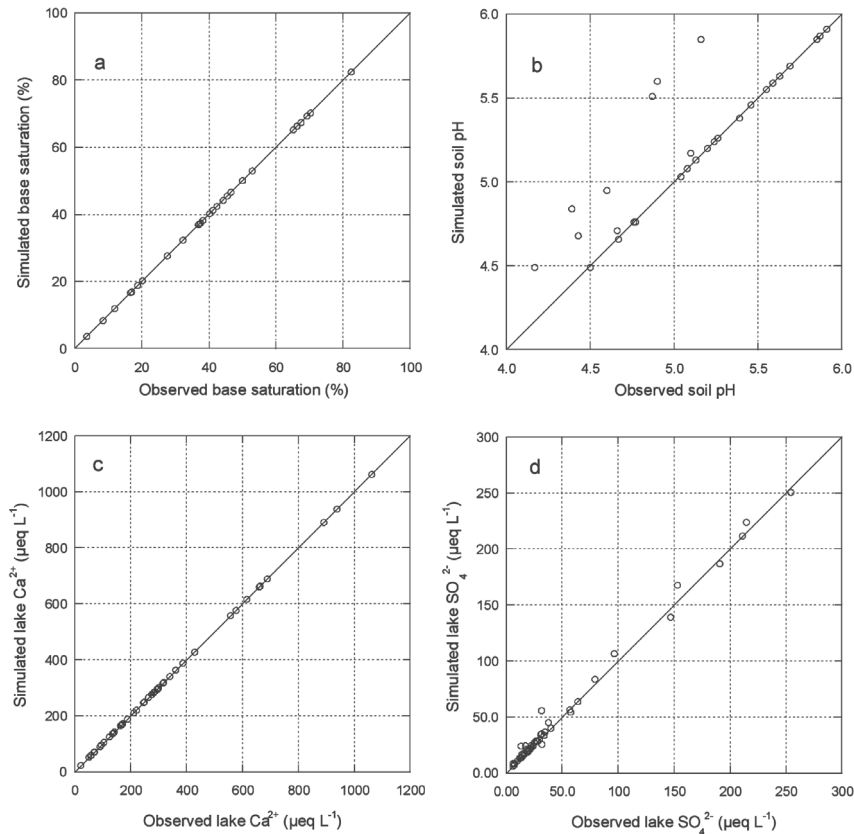 a
100
80
60
40
20
0
Simulated base saturation (%)
0 20 40 60 80 100
Observed base saturation (%)
b
6.0
5.5
5.0
4.5
4.0
Simulated soil pH
4.0 4.5 5.0 5.5 6.0
Observed soil pH
c
1200
1000
800
600
400
200
0
Simulated lake Ca²⁺ (μeq L⁻¹)
0 200 400 600 800 1000 1200
Observed lake Ca²⁺ (μeq L⁻¹)
d
300
250
200
150
100
50.0
0.00
Simulated lake SO₄²⁻ (μeq L⁻¹)
0.00 50.0 100 150 200 250 300
Observed lake SO₄²⁻ (μeq L⁻¹)